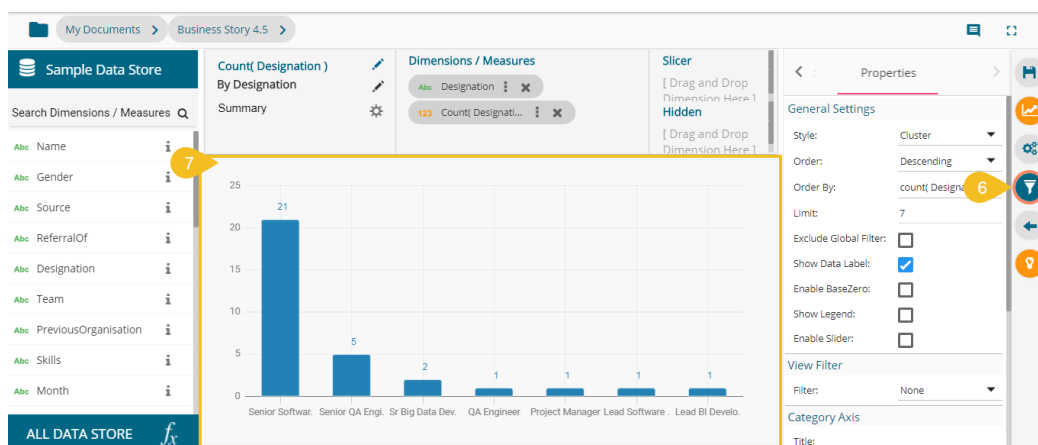 My Documents
Business Story 4.5
Sample Data Store
Search Dimensions / Measures
Abc Name
Abc Gender
Abc Source
Abc ReferralOf
Abc Designation
Abc Team
Abc PreviousOrganisation
Abc Skills
Abc Month
ALL DATA STORE fx
Count( Designation )
By Designation
Summary
Dimensions / Measures
Abc Designation
123 Count( Designati...
Slicer
[ Drag and Drop
Dimension Here ]
Hidden
[ Drag and Drop
Dimension Here ]
7
25
20
15
10
5
0
21
5
2
1
1
1
1
Senior Softwar.
Senior QA Engi.
Sr Big Data Dev.
QA Engineer
Project Manager
Lead Software .
Lead BI Develo.
Properties
General Settings
Style: Cluster
Order: Descending
Order By: count( Designa
6
Limit: 7
Exclude Global Filter:
Show Data Label:
Enable BaseZero:
Show Legend:
Enable Slider:
View Filter
Filter: None
Category Axis
Title: